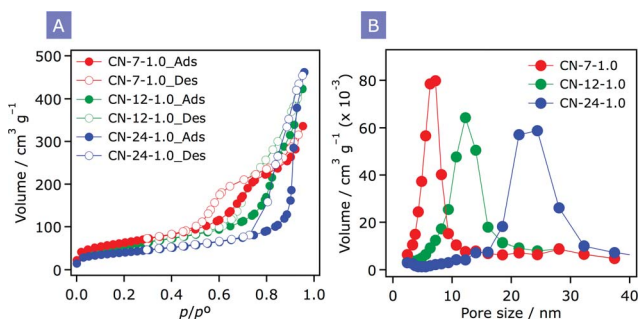 A
500
400
300
200
100
0
0.0 0.2 0.4 0.6 0.8 1.0
Volume / cm³ g⁻¹
p/pº
CN-7-1.0_Ads
CN-7-1.0_Des
CN-12-1.0_Ads
CN-12-1.0_Des
CN-24-1.0_Ads
CN-24-1.0_Des
B
80
60
40
20
0
0 10 20 30 40
Volume / cm³ g⁻¹ (x 10⁻³)
Pore size / nm
CN-7-1.0
CN-12-1.0
CN-24-1.0